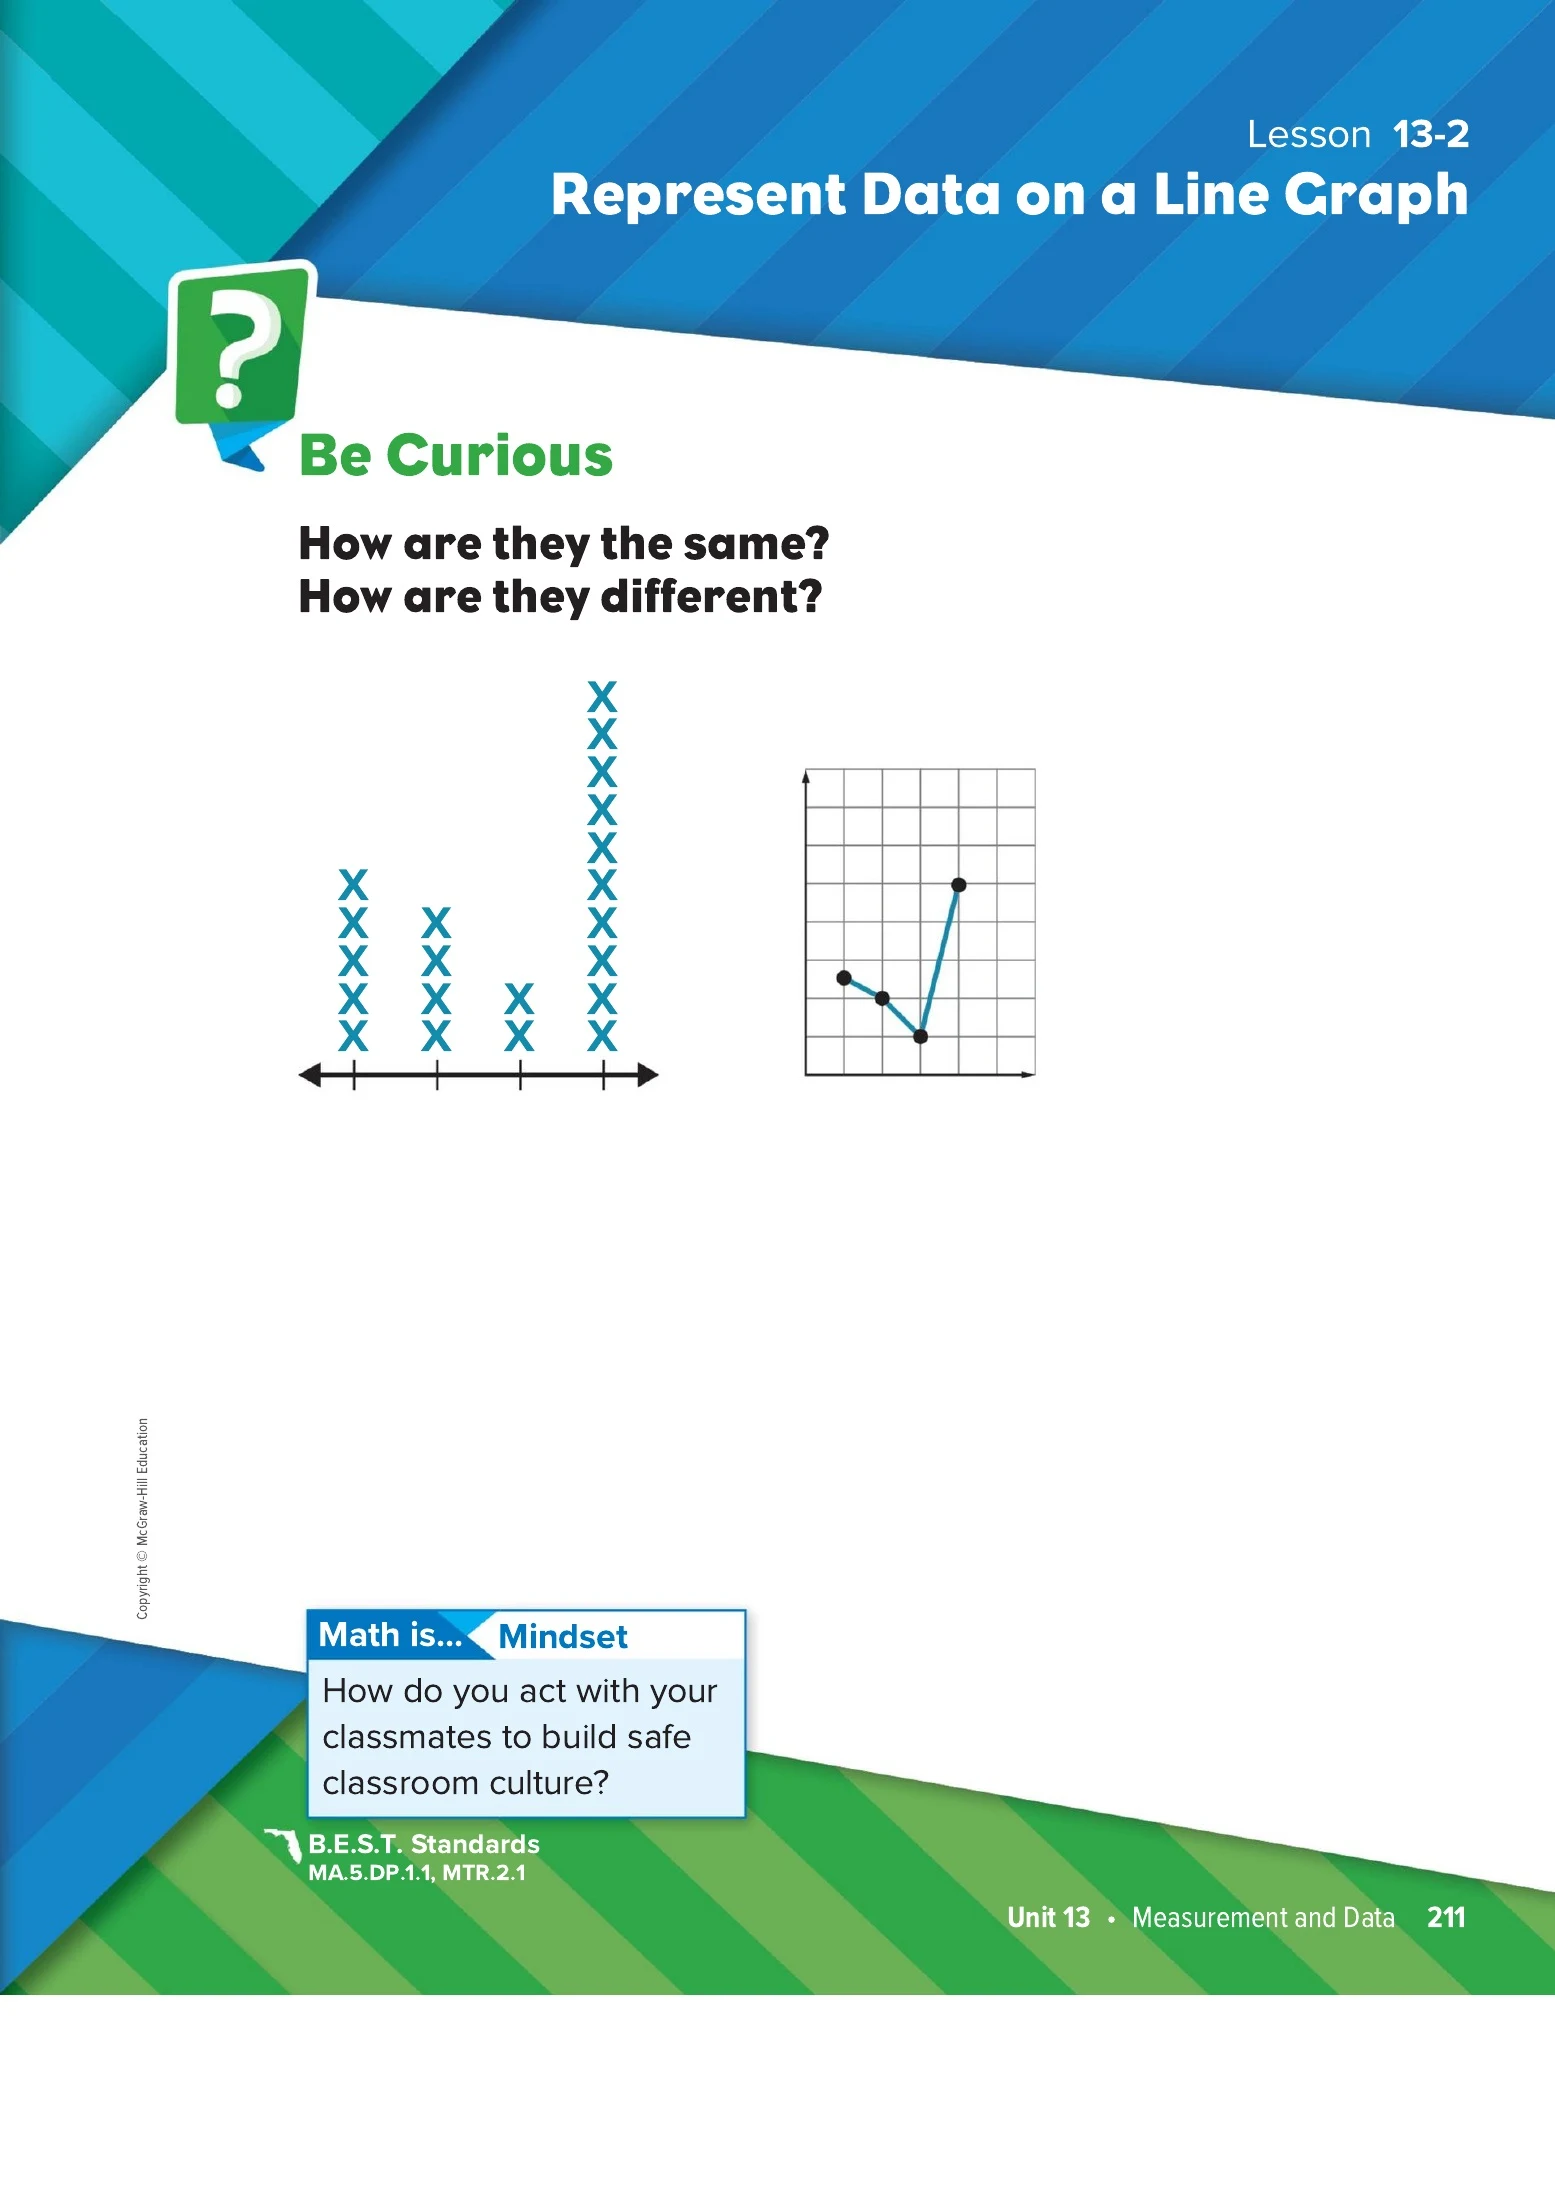 Lesson 13-2
Represent Data on a Line Graph
?
Be Curious
How are they the same?
How are they different?
X
X
X
X
X
X X
X X X
X X X
X X X X
X X X X
Copyright © McGraw-Hill Education
Math is... Mindset
How do you act with your
classmates to build safe
classroom culture?
B.E.S.T. Standards
MA.5.DP.1.1, MTR.2.1
Unit 13 • Measurement and Data 211